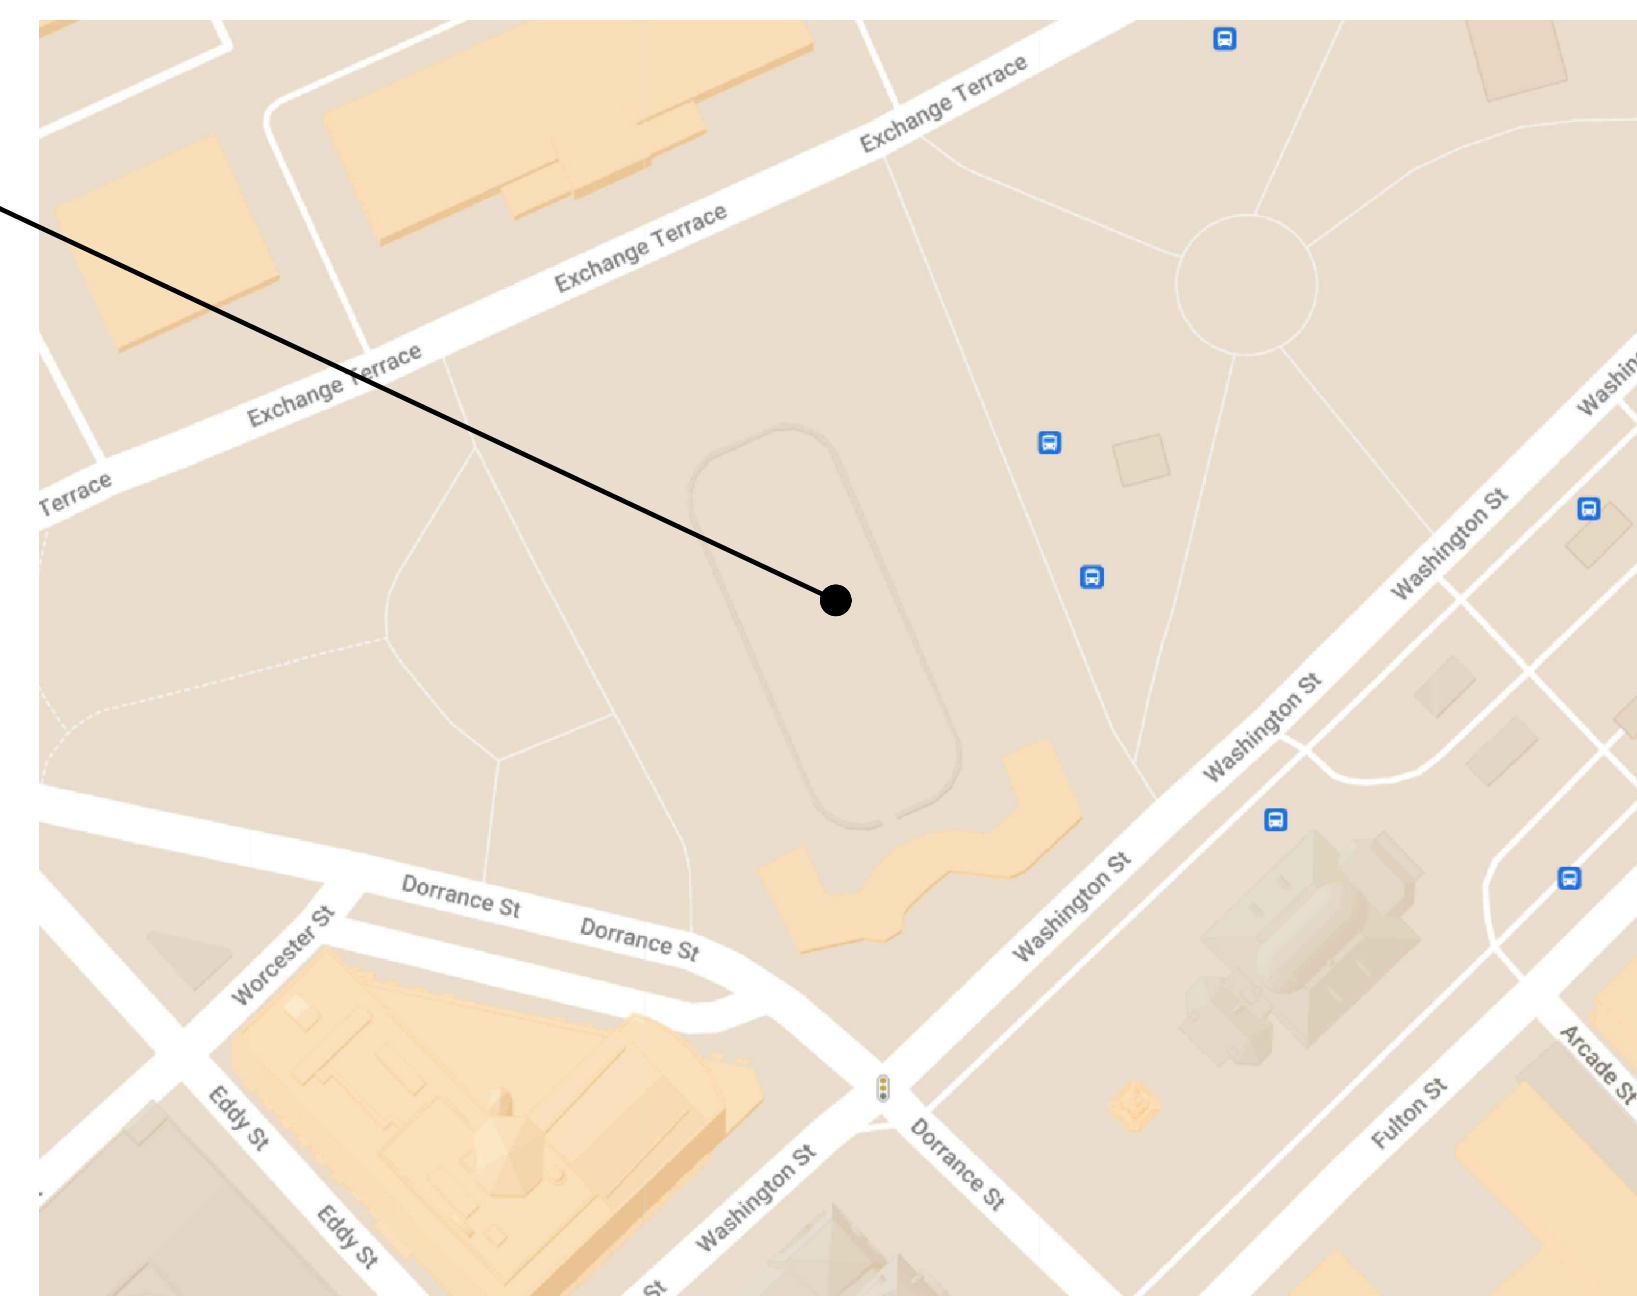 Exchange Terrace
Exchange Terrace
Exchange Terrace
Terrace
Washington St
Washington St
Washington St
Dorrance St
Dorrance St
Worcester St
Arcade St
Eddy St
Fulton St
Dorrance St
Washington St
Eddy St
St